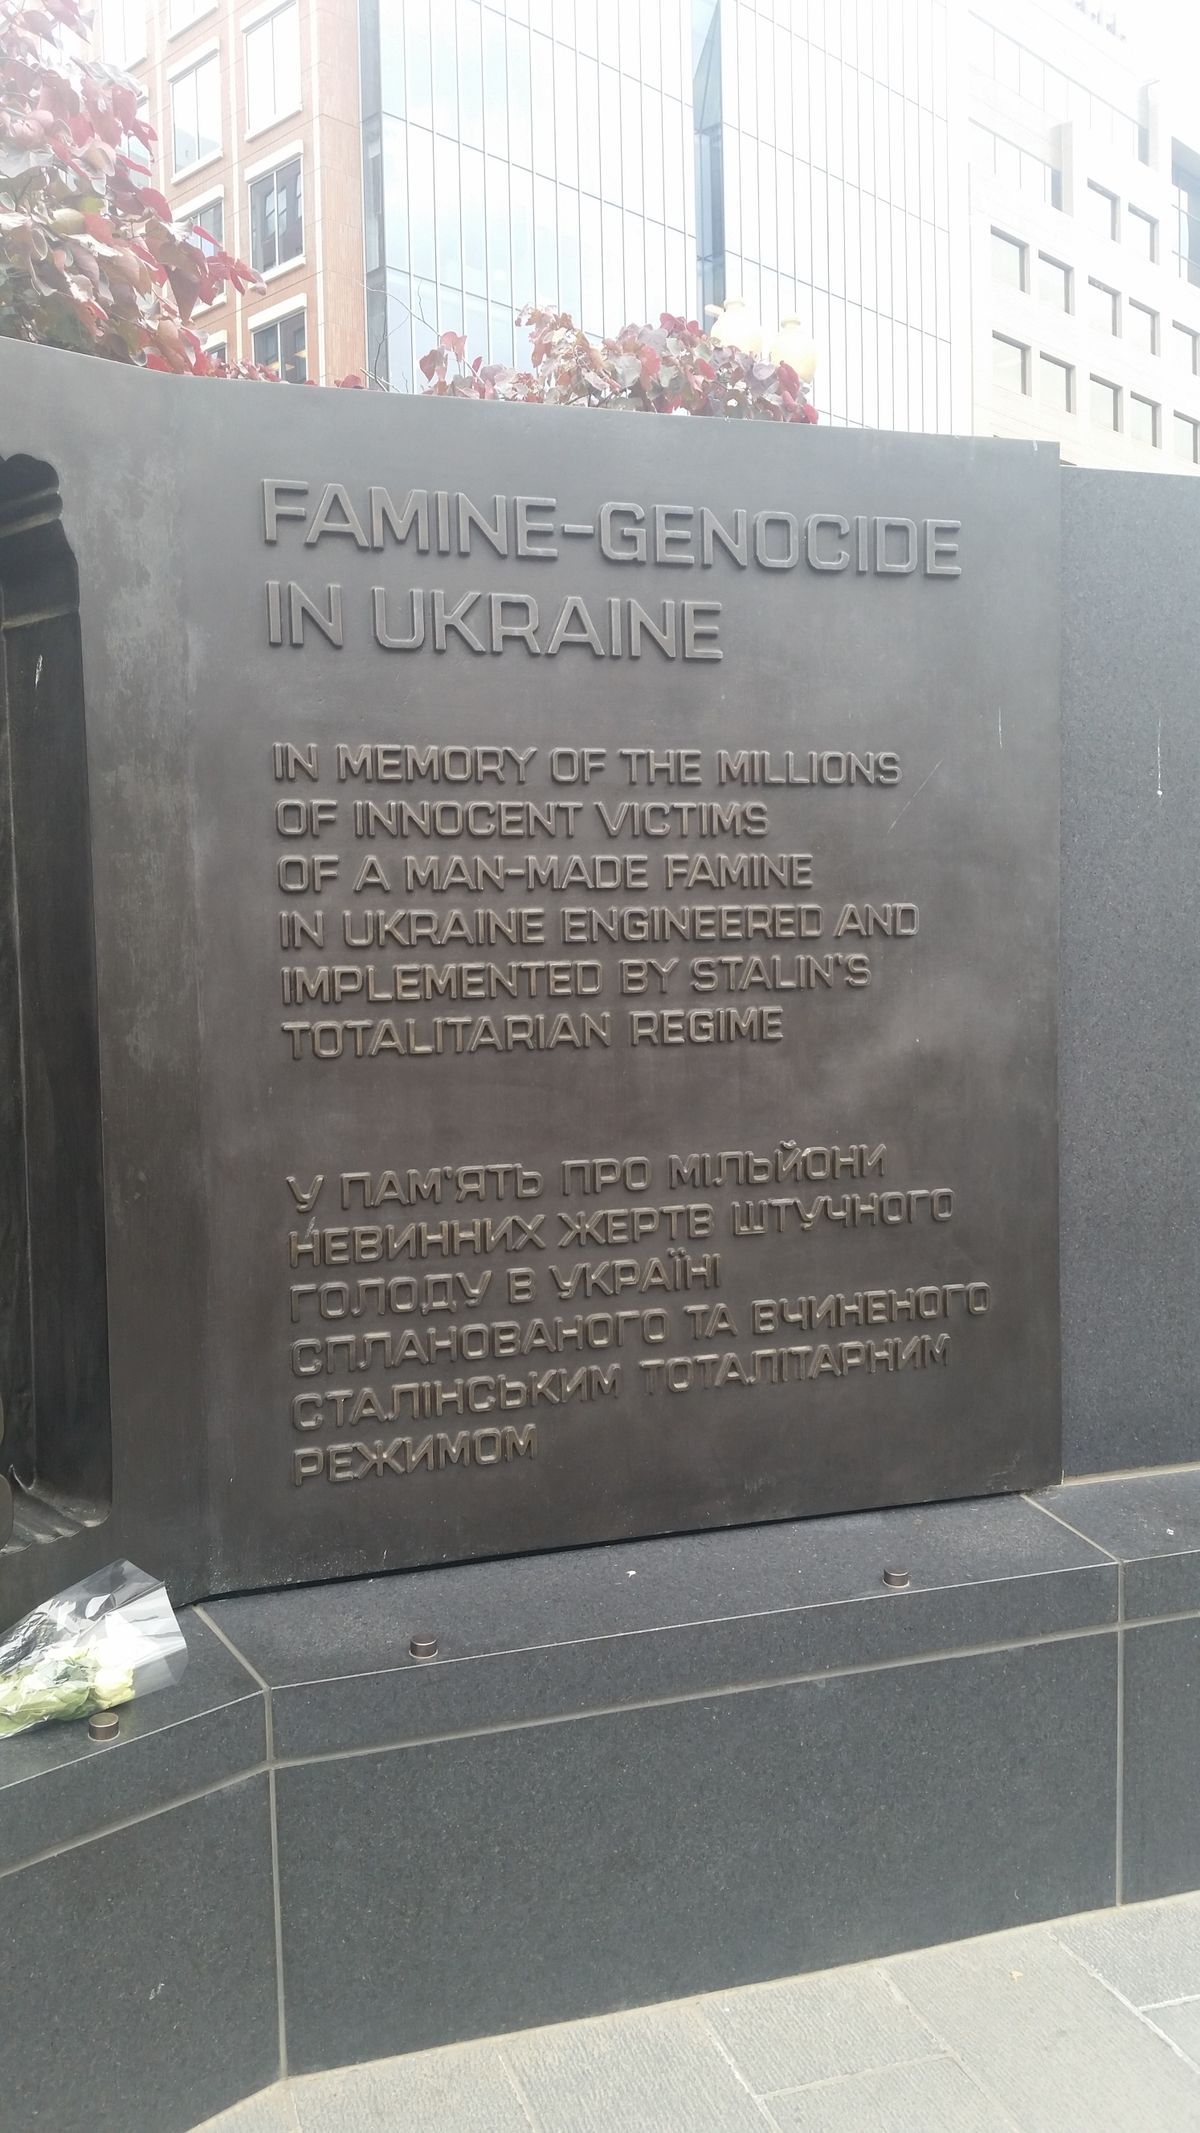 FAMINE-GENOCIDE
IN UKRAINE
IN MEMORY OF THE MILLIONS
OF INNOCENT VICTIMS
OF A MAN-MADE FAMINE
IN UKRAINE ENGINEERED AND
IMPLEMENTED BY STALIN'S
TOTALITARIAN REGIME
У ПАМ'ЯТЬ ПРО МІЛЬЙОНИ
НЕВИННИХ ЖЕРТВ ШТУЧНОГО
ГОЛОДУ В УКРАЇНІ
СПЛАНОВАНОГО ТА ВЧИНЕНОГО
СТАЛІНСЬКИМ ТОТАЛІТАРНИМ
РЕЖИМОМ